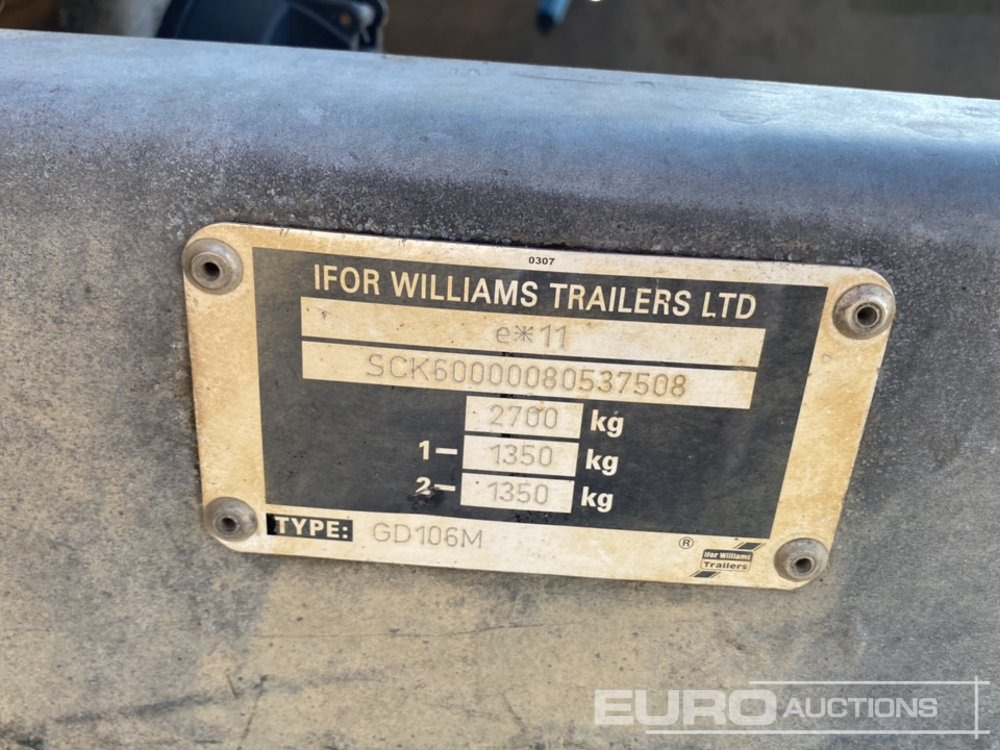 0307
IFOR WILLIAMS TRAILERS LTD
e*11
SCK60000080537508
2700 kg
1– 1350 kg
2– 1350 kg
TYPE: GD106M
®
Ifor Williams
Trailers
EURO AUCTIONS